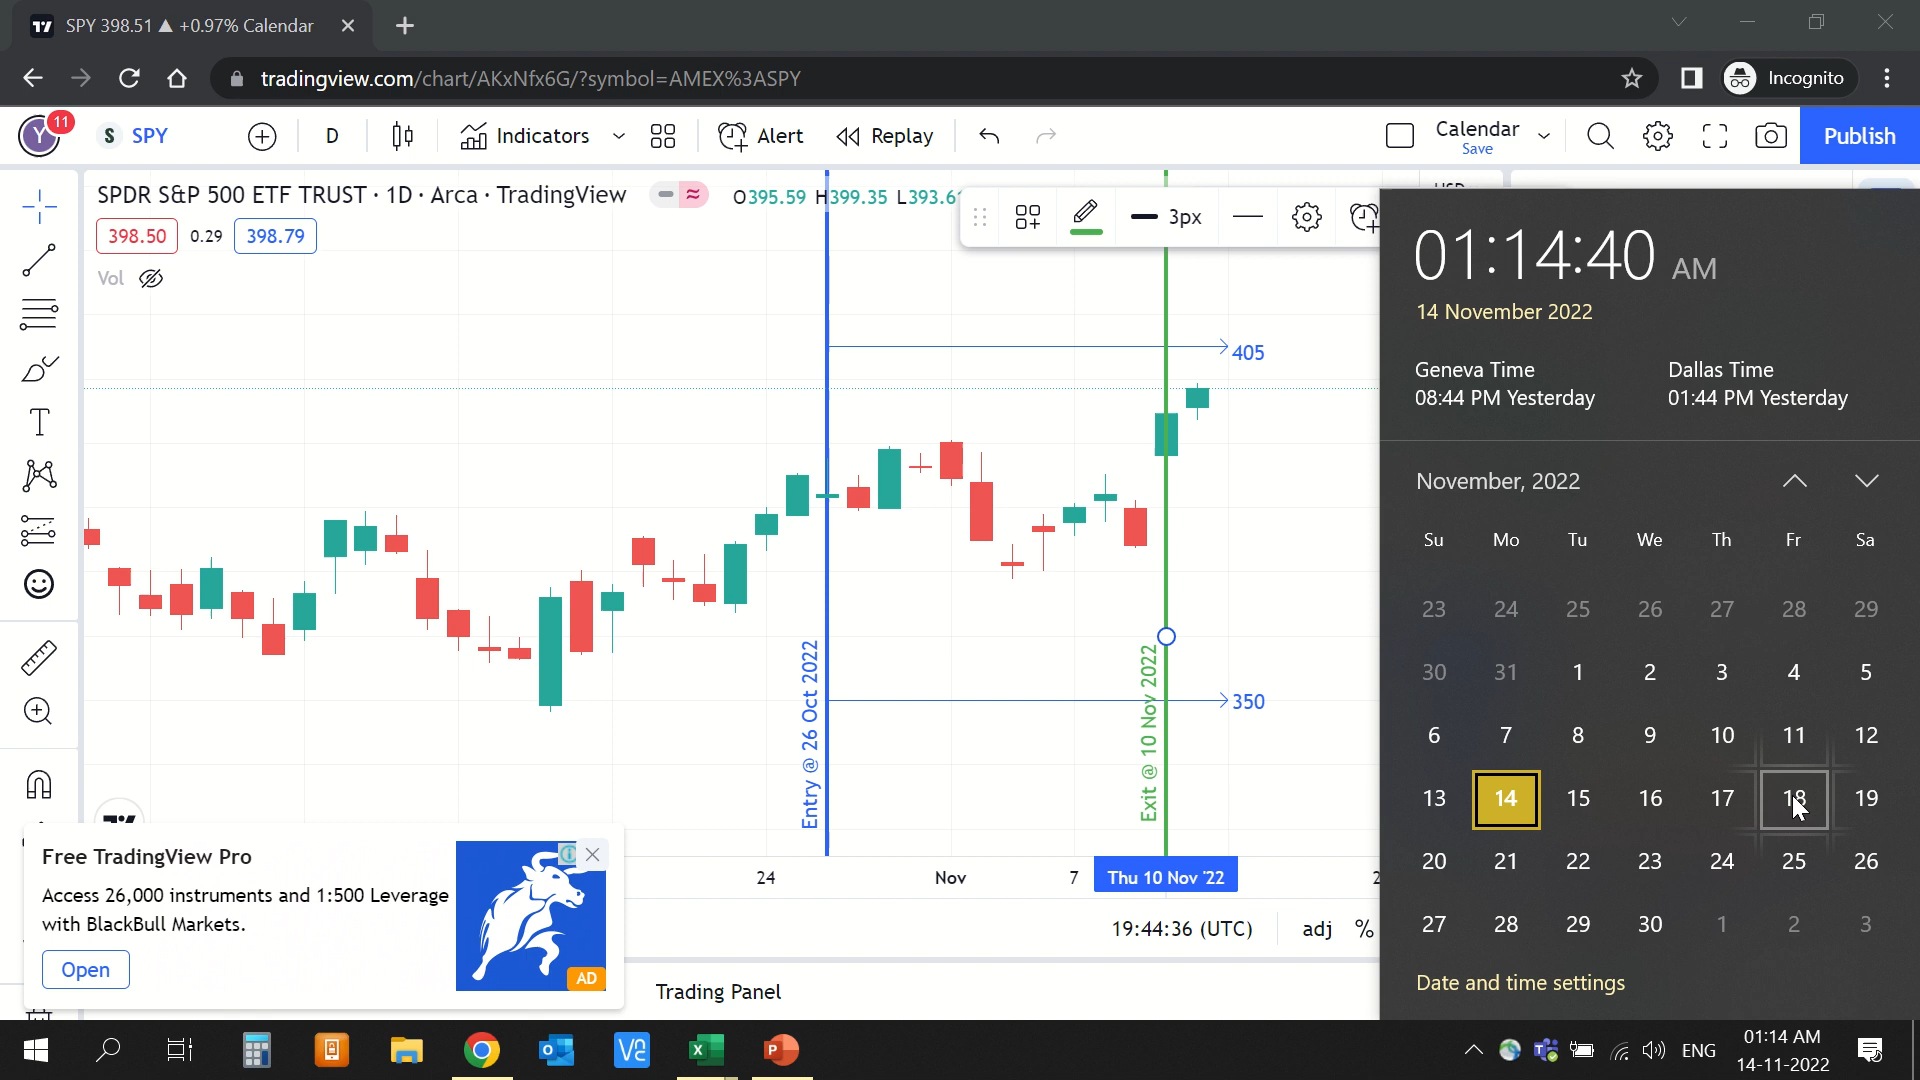 SPY 398.51 ▲ +0.97% Calendar
tradingview.com/chart/AKxNfx6G/?symbol=AMEX%3ASPY
Incognito
Y
11
S SPY
D
Indicators
Alert
Replay
Calendar
Save
Publish
SPDR S&P 500 ETF TRUST · 1D · Arca · TradingView
O395.59 H399.35 L393.61
398.50
0.29
398.79
Vol
3px
405
350
Entry @ 26 Oct 2022
Exit @ 10 Nov 2022
24
Nov
7
Thu 10 Nov '22
2
19:44:36 (UTC)
adj
%
Trading Panel
Free TradingView Pro
Access 26,000 instruments and 1:500 Leverage
with BlackBull Markets.
Open
AD
01:14:40 AM
14 November 2022
Geneva Time
08:44 PM Yesterday
Dallas Time
01:44 PM Yesterday
November, 2022
Su Mo Tu We Th Fr Sa
23 24 25 26 27 28 29
30 31 1 2 3 4 5
6 7 8 9 10 11 12
13 14 15 16 17 18 19
20 21 22 23 24 25 26
27 28 29 30 1 2 3
Date and time settings
ENG
01:14 AM
14-11-2022